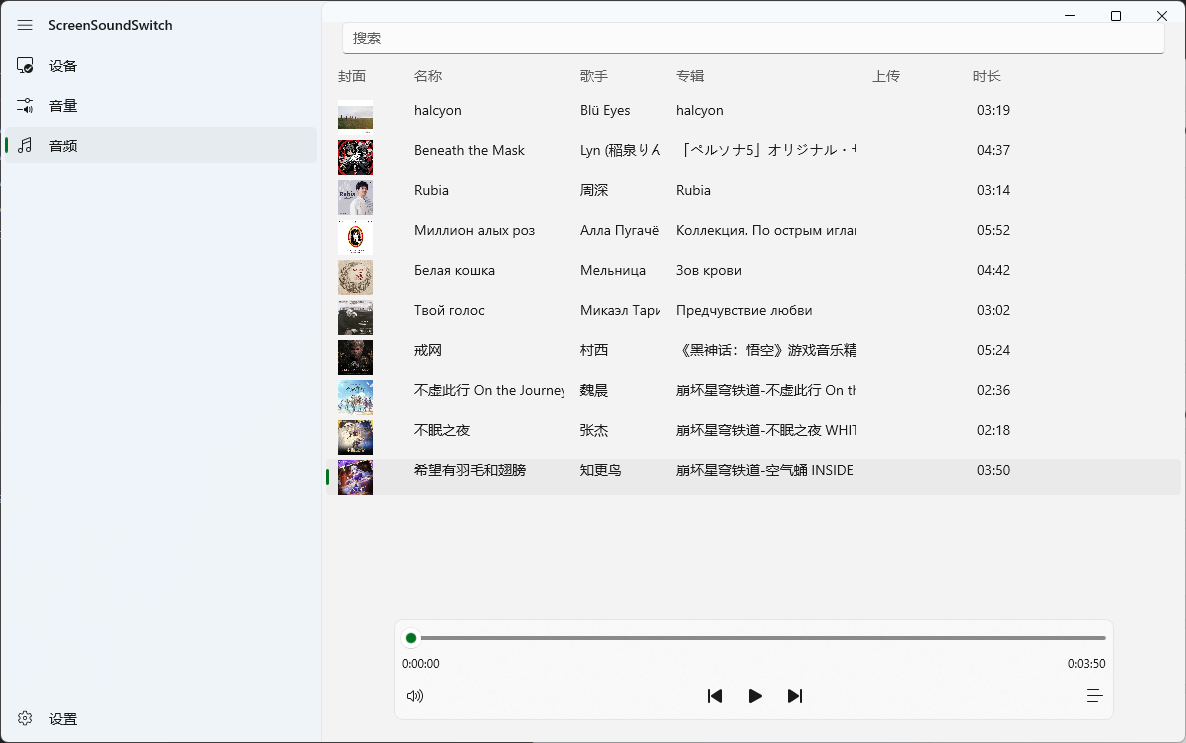 ScreenSoundSwitch
设备
音量
音频
设置
搜索
封面 名称 歌手 专辑 上传 时长
halcyon Blü Eyes halcyon 03:19
Beneath the Mask Lyn (稲泉りん 「ペルソナ5」オリジナル・サ 04:37
Rubia 周深 Rubia 03:14
Миллион алых роз Алла Пугачё Коллекция. По острым иглам 05:52
Белая кошка Мельница Зов крови 04:42
Твой голос Микаэл Тари Предчувствие любви 03:02
戒网 村西 《黑神话：悟空》游戏音乐精 05:24
不虚此行 On the Journey 魏晨 崩坏星穹铁道-不虚此行 On th 02:36
不眠之夜 张杰 崩坏星穹铁道-不眠之夜 WHIT 02:18
希望有羽毛和翅膀 知更鸟 崩坏星穹铁道-空气蛹 INSIDE 03:50
0:00:00 0:03:50